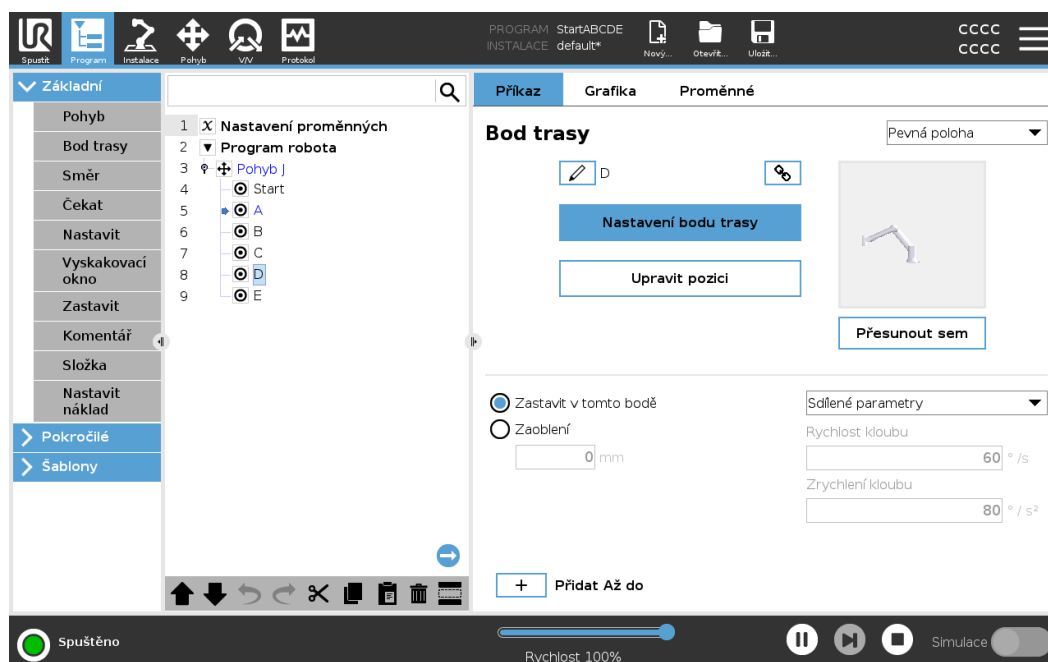 UR
Spustit
Program
Instalace
Pohyb
V/V
Protokol
PROGRAM StartABCDE
INSTALACE default*
Nový...
Otevřít...
Uložit...
cccc
cccc
Základní
Pohyb
Bod trasy
Směr
Čekat
Nastavit
Vyskakovací
okno
Zastavit
Komentář
Složka
Nastavit
náklad
Pokročilé
Šablony
1 X Nastavení proměnných
2 Program robota
3 Pohyb J
4 Start
5 A
6 B
7 C
8 D
9 E
Příkaz Grafika Proměnné
Bod trasy
Pevná poloha
D
Nastavení bodu trasy
Upravit pozici
Přesunout sem
Zastavit v tomto bodě
Zaoblení
0 mm
Sdílené parametry
Rychlost kloubu
60 ° /s
Zrychlení kloubu
80 ° / s²
+ Přidat Až do
Spuštěno
Rychlost 100%
Simulace